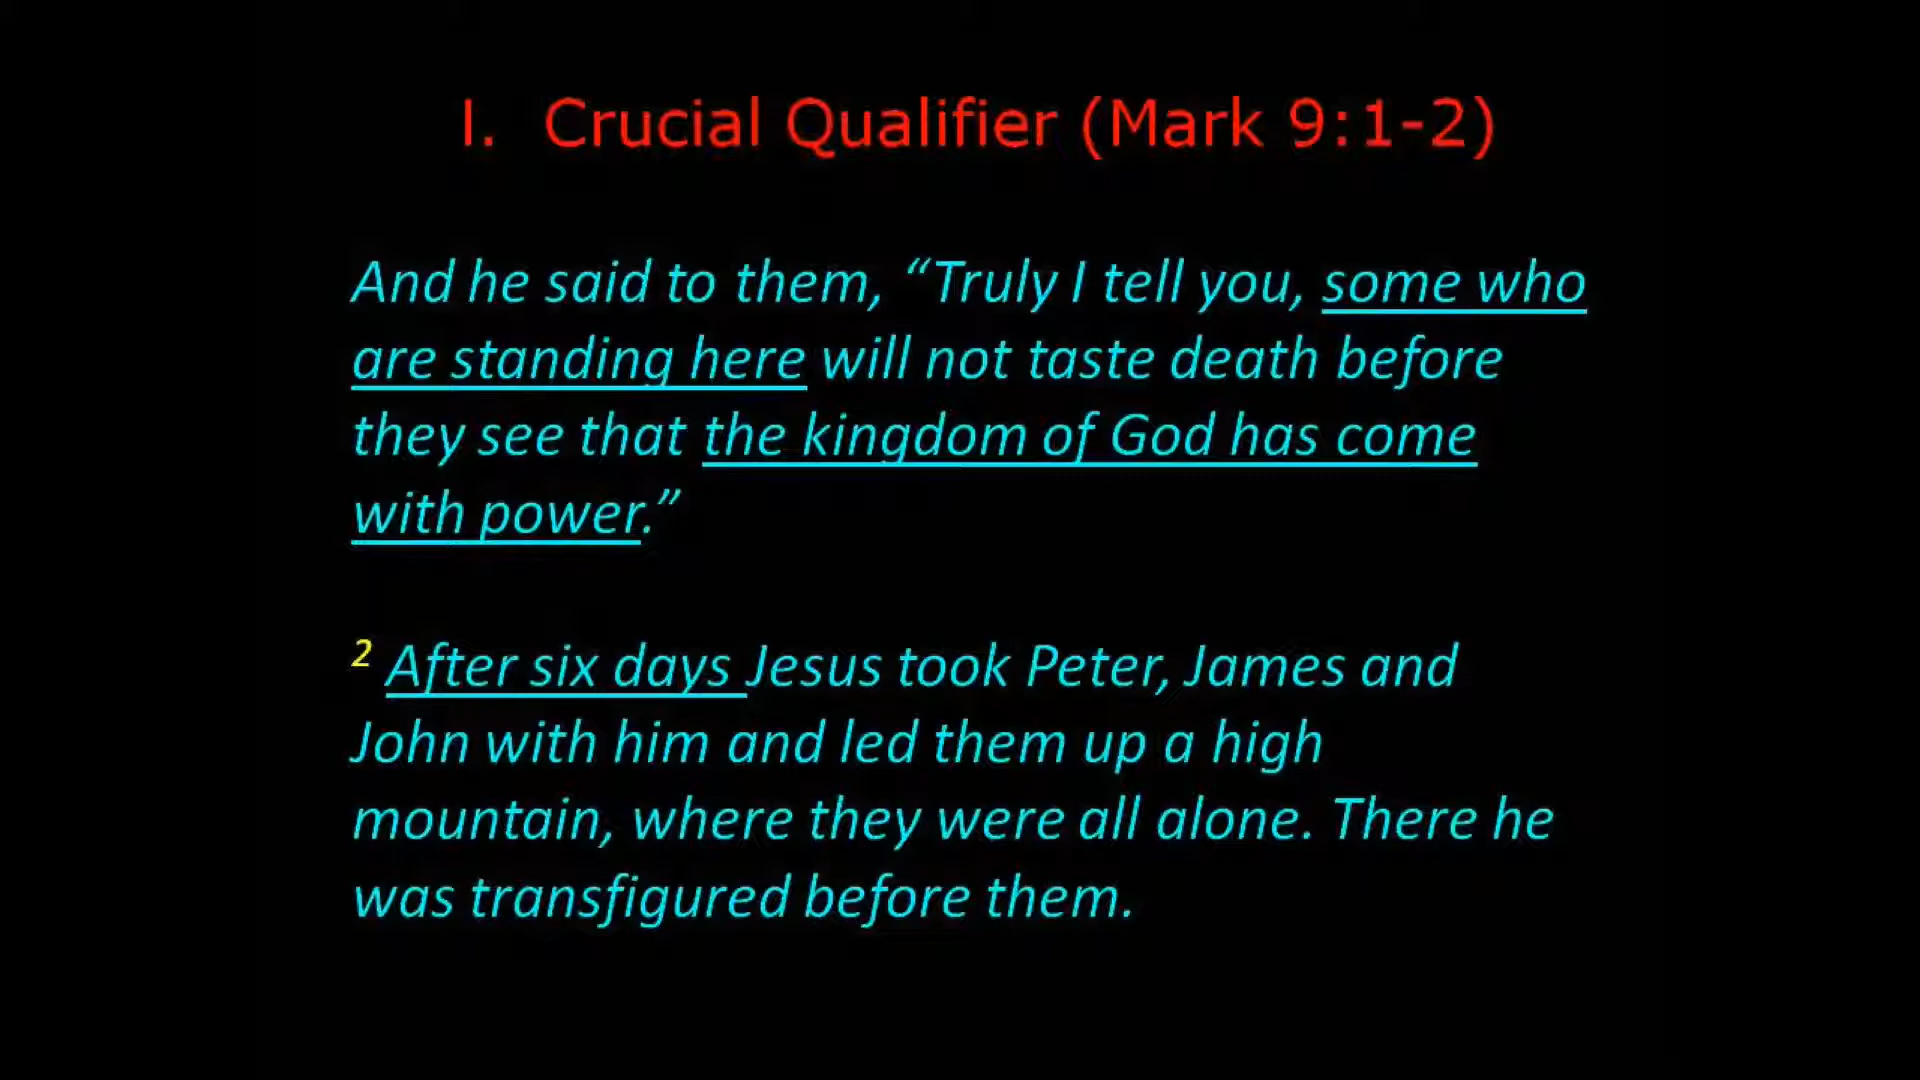 I. Crucial Qualifier (Mark 9:1-2)
And he said to them, “Truly I tell you, some who
are standing here will not taste death before
they see that the kingdom of God has come
with power.”
2 After six days Jesus took Peter, James and
John with him and led them up a high
mountain, where they were all alone. There he
was transfigured before them.